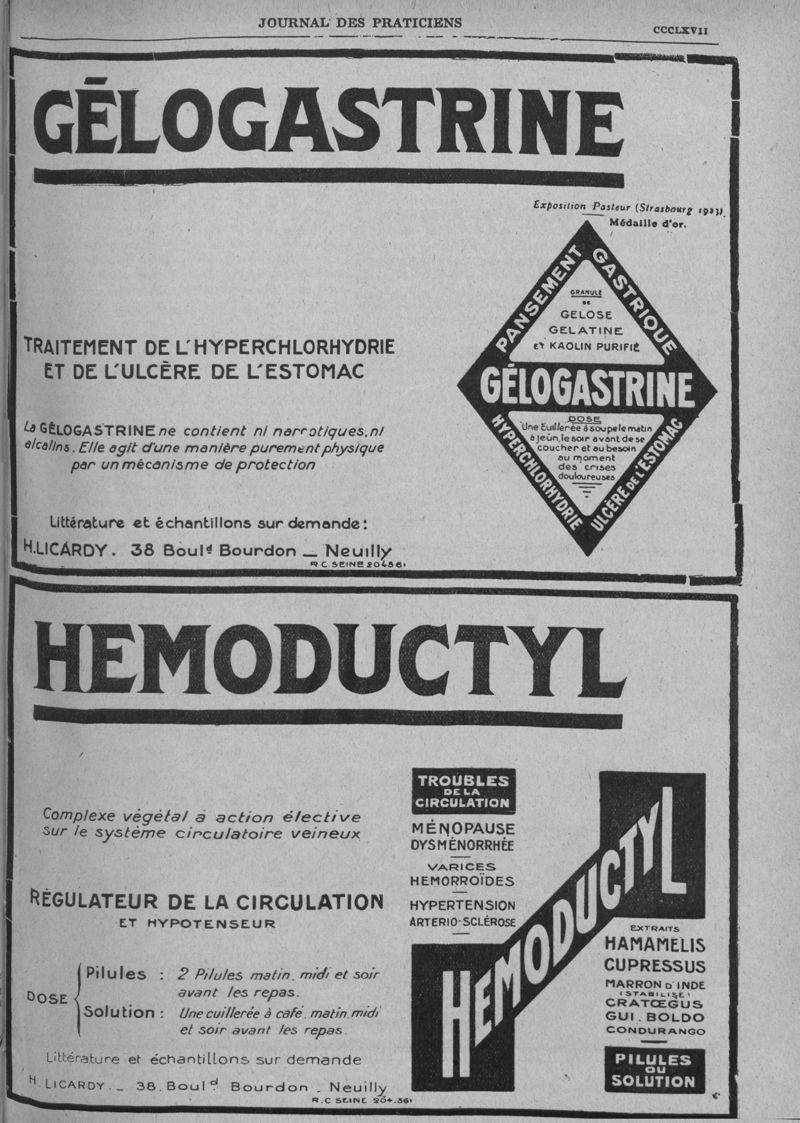 JOURNAL DES PRATICIENS
CCCLXVII
GÉLOGASTRINE
Exposition Pasteur (Strasbourg 1923)
Médaille d'or.
TRAITEMENT DE L'HYPERCHLORHYDRIE
ET DE L'ULCÈRE DE L'ESTOMAC
La GÉLOGASTRINE ne contient ni narcotiques, ni
alcalins. Elle agit d'une manière purement physique
par un mécanisme de protection
Littérature et échantillons sur demande:
H. LICARDY. 38 Boulᵈ Bourdon _ Neuilly
R C. SEINE 204361
PANSEMENT GASTRIQUE
GRANULÉ
DE
GELOSE
GELATINE
ET KAOLIN PURIFIÉ
GÉLOGASTRINE
DOSE
Une cuillerée à soupe le matin
à jeûn, le soir avant de se
coucher et au besoin
au moment
des crises
douloureuses
HYPERCHLORHYDRIE
ULCÈRE DE L'ESTOMAC
HEMODUCTYL
Complexe végétal à action élective
sur le système circulatoire veineux
RÉGULATEUR DE LA CIRCULATION
ET HYPOTENSEUR
DOSE
Pilules : 2 Pilules matin, midi et soir
avant les repas.
Solution : Une cuillerée à café, matin, midi
et soir avant les repas.
Littérature et échantillons sur demande
H. LICARDY. _ 38. Boulᵈ Bourdon _ Neuilly
R.C SEINE 204.361
TROUBLES
DE LA
CIRCULATION
MÉNOPAUSE
DYSMÉNORRHÉE
VARICES
HEMORROÏDES
HYPERTENSION
ARTERIO-SCLÉROSE
HEMODUCTYL
EXTRAITS
HAMAMELIS
CUPRESSUS
MARRON D'INDE
(STABILISÉ)
CRATŒGUS
GUI. BOLDO
CONDURANGO
PILULES
OU
SOLUTION